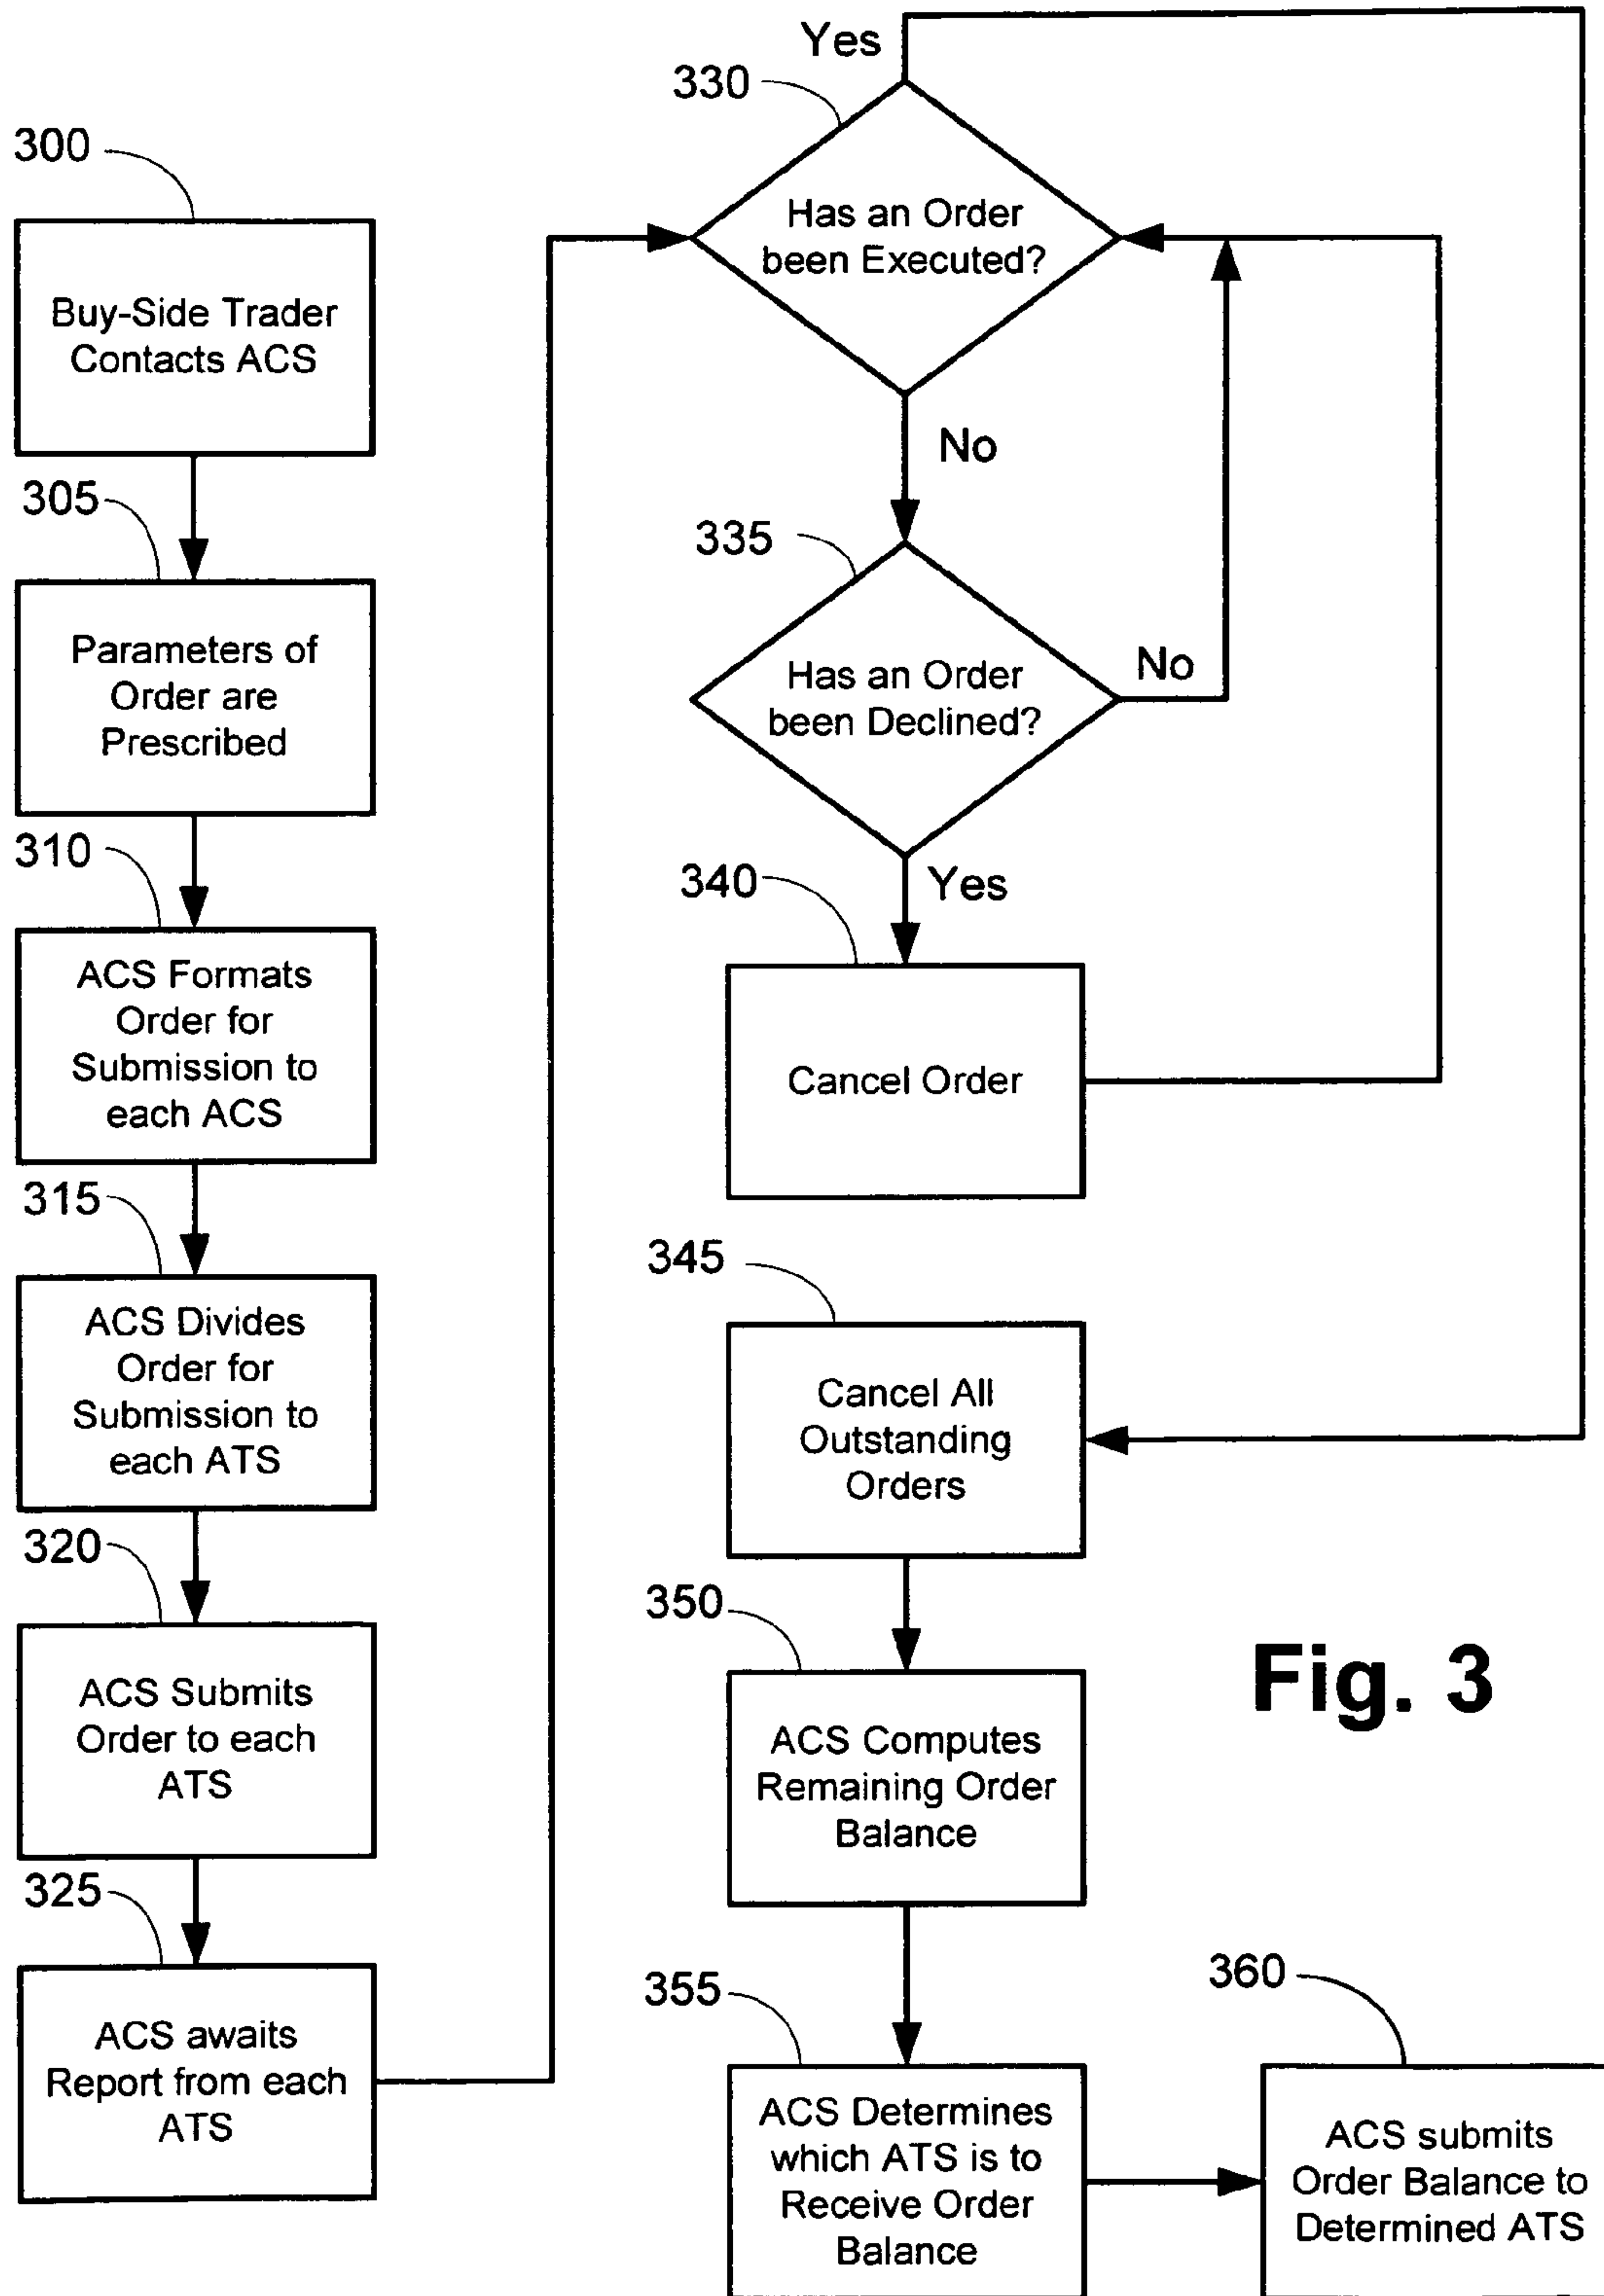 300
Buy-Side Trader
Contacts ACS
305
Parameters of
Order are
Prescribed
310
ACS Formats
Order for
Submission to
each ACS
315
ACS Divides
Order for
Submission to
each ATS
320
ACS Submits
Order to each
ATS
325
ACS awaits
Report from each
ATS
Yes
330
Has an Order
been Executed?
No
335
Has an Order
been Declined?
No
Yes
340
Cancel Order
345
Cancel All
Outstanding
Orders
350
ACS Computes
Remaining Order
Balance
355
ACS Determines
which ATS is to
Receive Order
Balance
360
ACS submits
Order Balance to
Determined ATS
Fig. 3